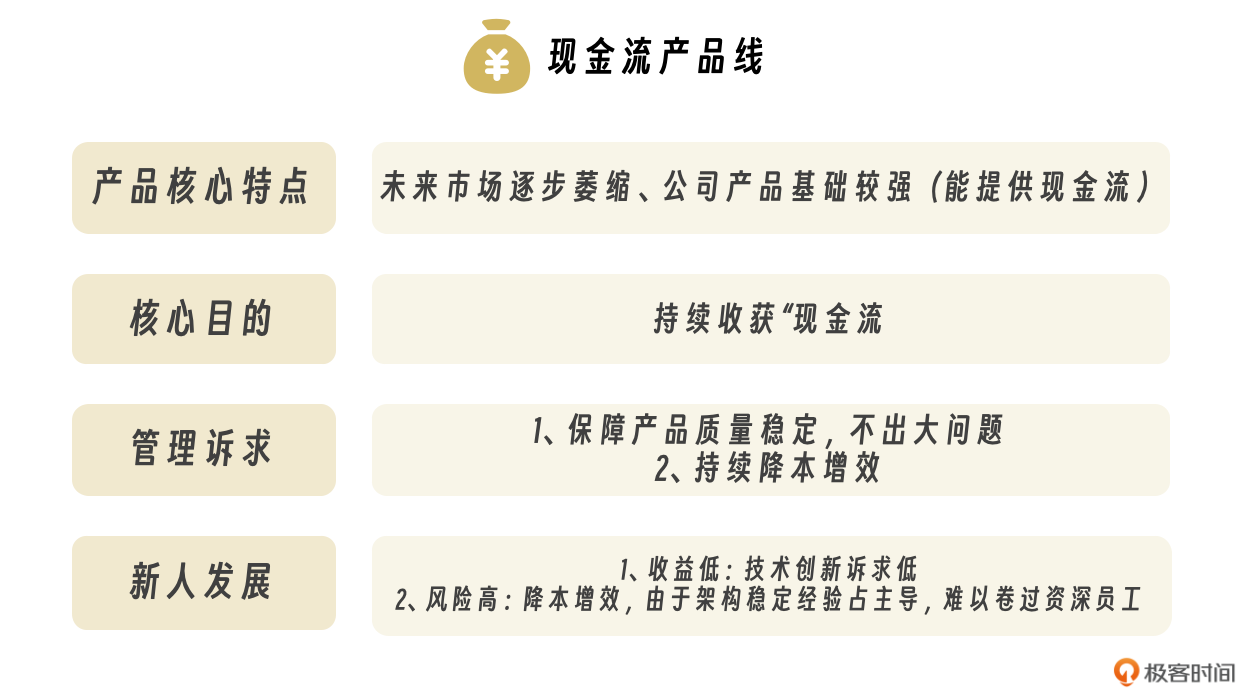 ¥
现金流产品线
产品核心特点
未来市场逐步萎缩、公司产品基础较强（能提供现金流）
核心目的
持续收获“现金流
管理诉求
1、保障产品质量稳定，不出大问题
2、持续降本增效
新人发展
1、收益低：技术创新诉求低
2、风险高：降本增效，由于架构稳定经验占主导，难以卷过资深员工
极客时间